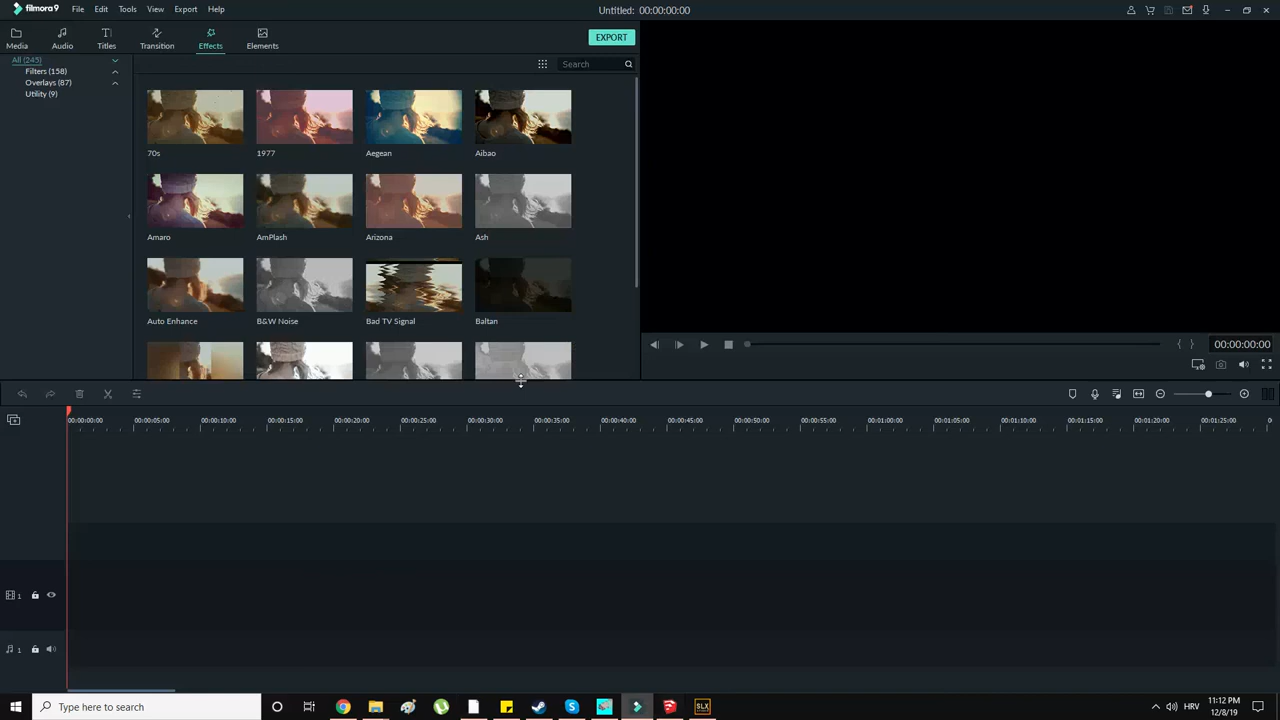 filmora9 File Edit Tools View Export Help Untitled: 00:00:00:00
Media Audio Titles Transition Effects Elements EXPORT
All (245)
Filters (158)
Overlays (87)
Utility (9)
Search
70s 1977 Aegean Aibao
Amaro AmPlash Arizona Ash
Auto Enhance B&W Noise Bad TV Signal Baltan
00:00:00:00
00:00:00:00 00:00:05:00 00:00:10:00 00:00:15:00 00:00:20:00 00:00:25:00 00:00:30:00 00:00:35:00 00:00:40:00 00:00:45:00 00:00:50:00 00:00:55:00 00:01:00:00 00:01:05:00 00:01:10:00 00:01:15:00 00:01:20:00 00:01:25:00 0
1
1
Type here to search
SLX
HRV
11:12 PM
12/8/19